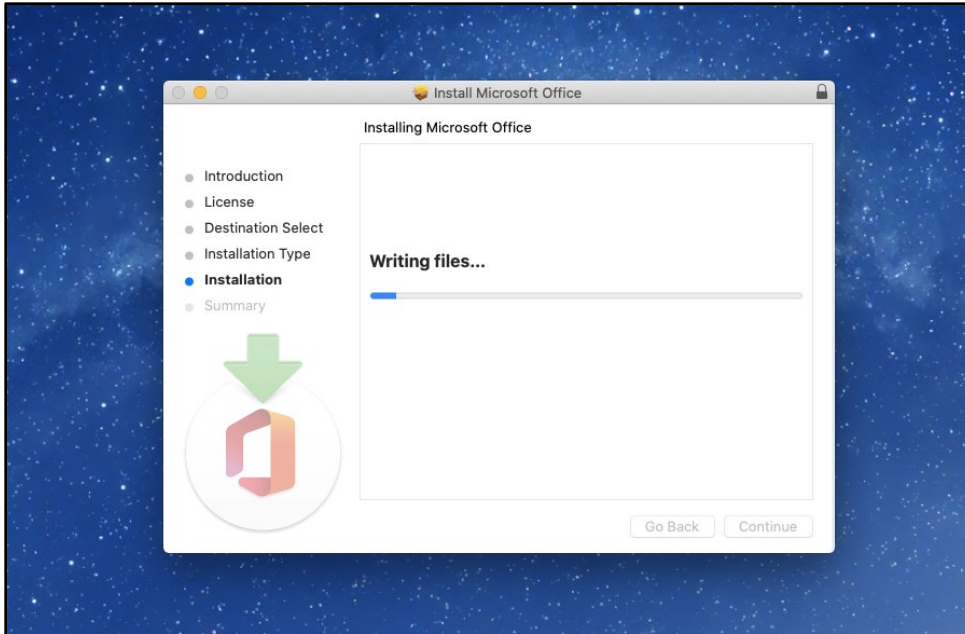 Install Microsoft Office
Installing Microsoft Office
Introduction
License
Destination Select
Installation Type
Installation
Summary
Writing files...
Go Back
Continue